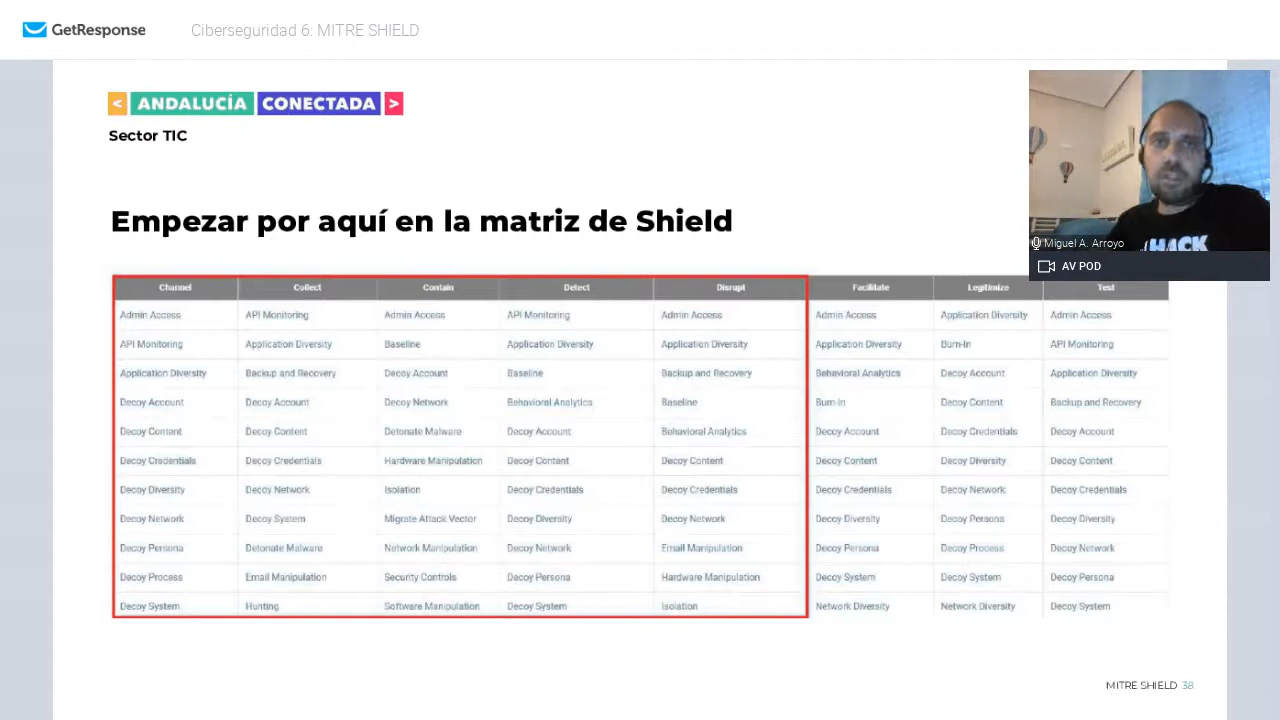 GetResponse
Ciberseguridad 6: MITRE SHIELD
< ANDALUCÍA CONECTADA >
Sector TIC
Miguel A. Arroyo
HACK
AV POD
Empezar por aquí en la matriz de Shield
Channel Collect Contain Detect Disrupt Facilitate Legitimize Test
Admin Access API Monitoring Admin Access API Monitoring Admin Access Admin Access Application Diversity Admin Access
API Monitoring Application Diversity Baseline Application Diversity Application Diversity Application Diversity Burn-In API Monitoring
Application Diversity Backup and Recovery Decoy Account Baseline Backup and Recovery Behavioral Analytics Decoy Account Application Diversity
Decoy Account Decoy Account Decoy Network Behavioral Analytics Baseline Burn-In Decoy Content Backup and Recovery
Decoy Content Decoy Content Detonate Malware Decoy Account Behavioral Analytics Decoy Account Decoy Credentials Decoy Account
Decoy Credentials Decoy Credentials Hardware Manipulation Decoy Content Decoy Content Decoy Content Decoy Diversity Decoy Content
Decoy Diversity Decoy Network Isolation Decoy Credentials Decoy Credentials Decoy Credentials Decoy Network Decoy Credentials
Decoy Network Decoy System Migrate Attack Vector Decoy Diversity Decoy Network Decoy Diversity Decoy Persona Decoy Diversity
Decoy Persona Detonate Malware Network Manipulation Decoy Network Email Manipulation Decoy Persona Decoy Process Decoy Network
Decoy Process Email Manipulation Security Controls Decoy Persona Hardware Manipulation Decoy System Decoy System Decoy Persona
Decoy System Hunting Software Manipulation Decoy System Isolation Network Diversity Network Diversity Decoy System
MITRE SHIELD 38